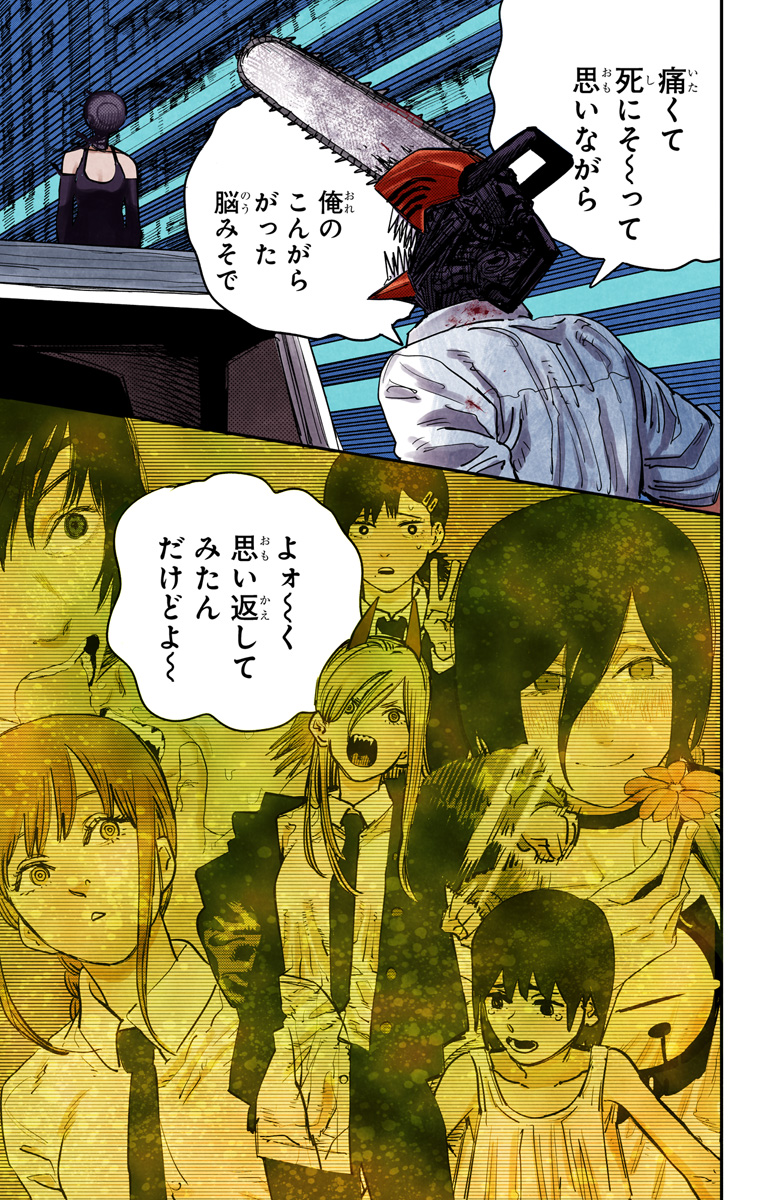 痛くて
死にそ〜って
思いながら
俺の
こんがら
がった
脳みそで
よォ〜く
思い返して
みたん
だけどよ〜